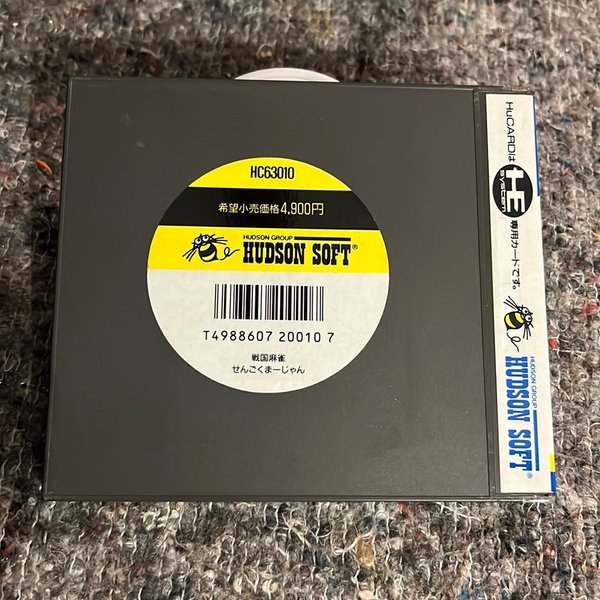 HC63010
希望小売価格4,900円
HUDSON GROUP
HUDSON SOFT®
T4988607 20010 7
戦国麻雀
せんごくまーじゃん
HuCARDは
HE
SYSTEM
専用カードです。
HUDSON GROUP
HUDSON SOFT®